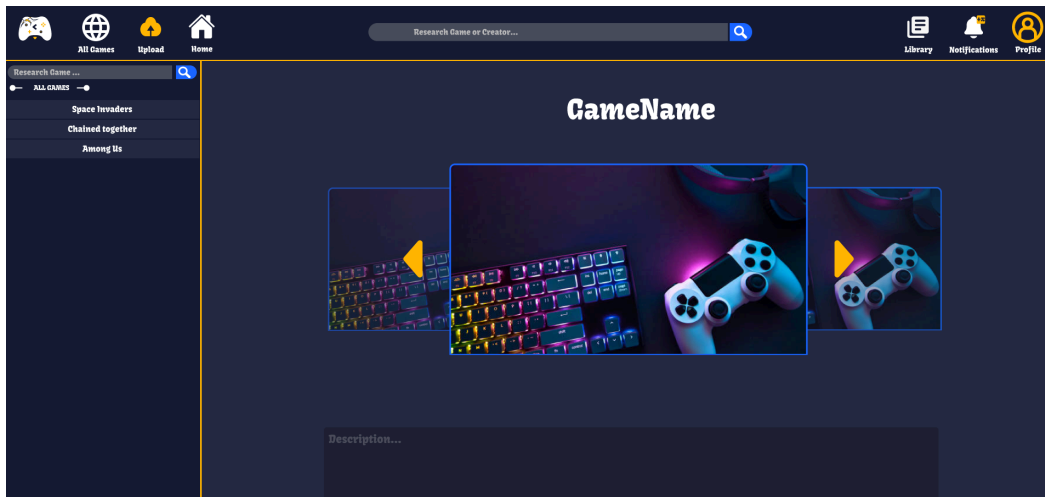 All Games
Upload
Home
Research Game or Creator...
Library
Notifications
Profile
Research Game ...
ALL GAMES
Space Invaders
Chained together
Among Us
GameName
Description...